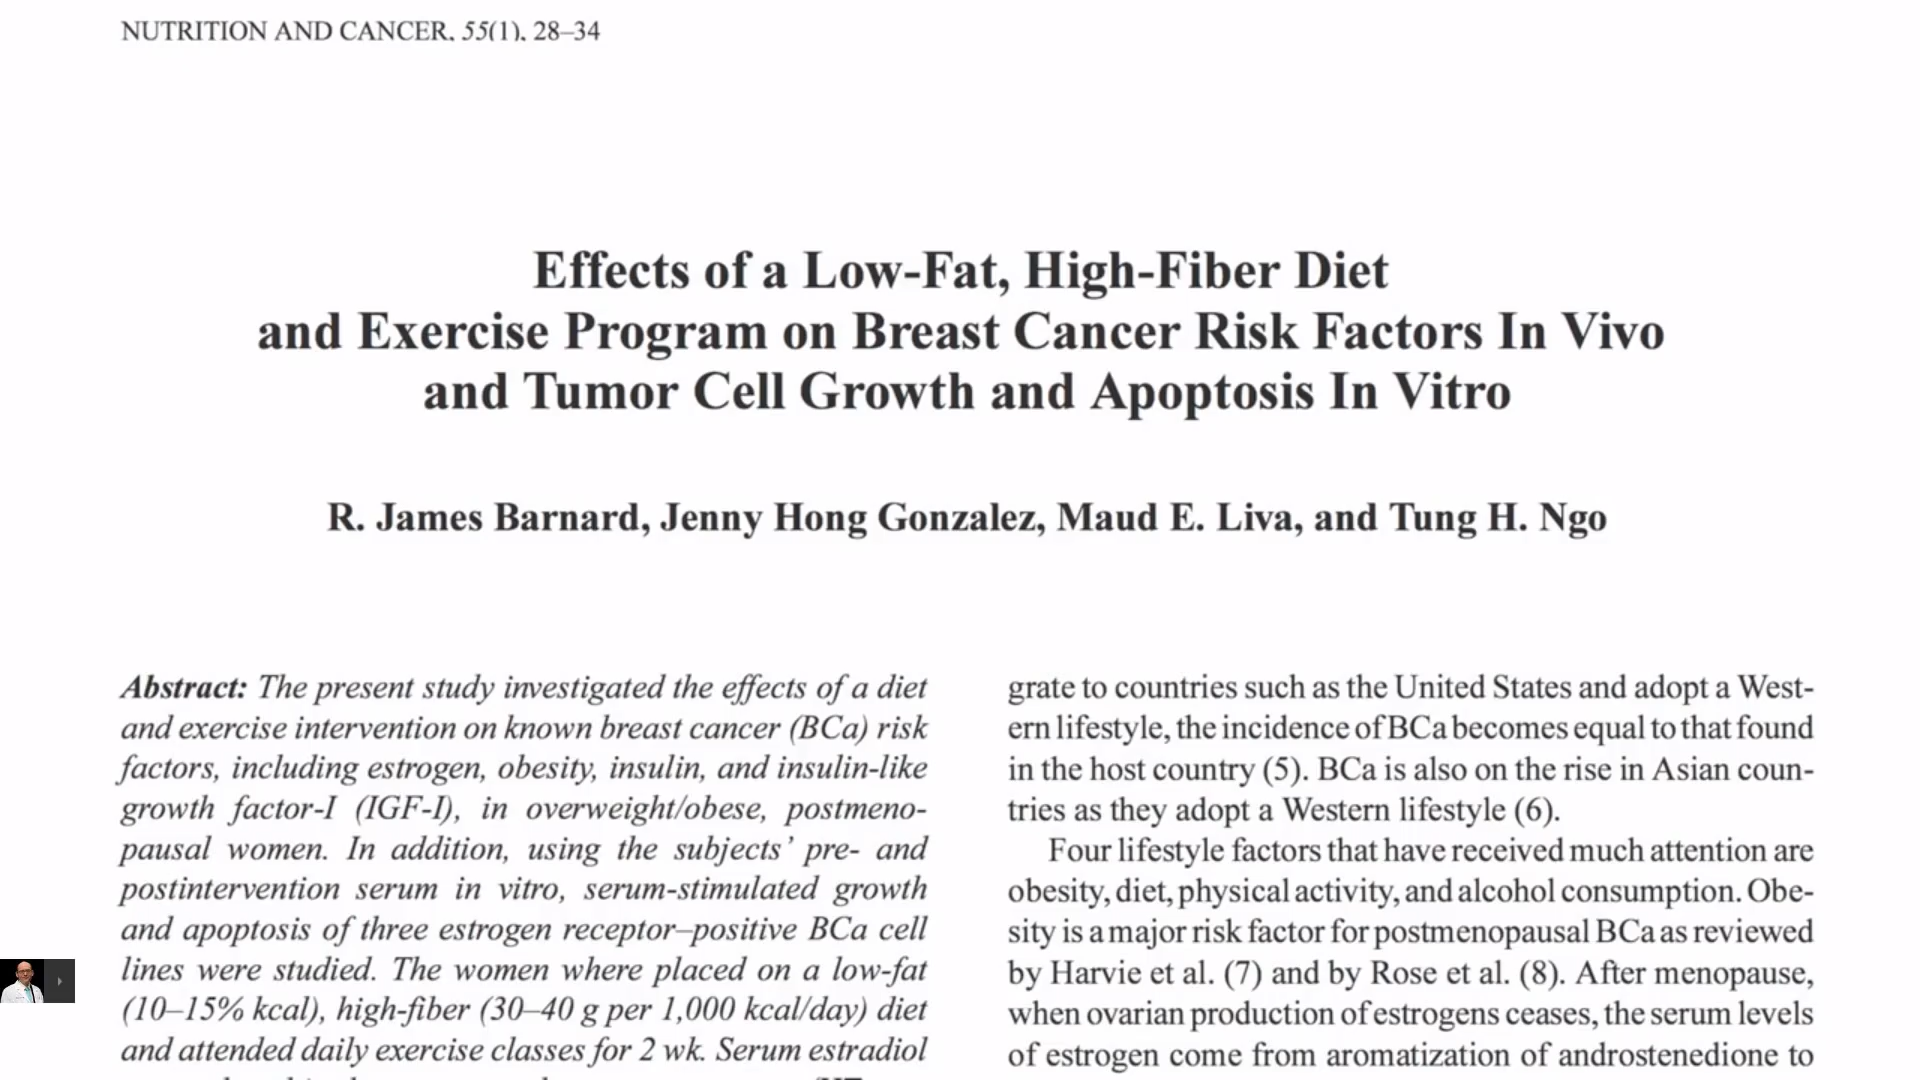 NUTRITION AND CANCER, 55(1), 28–34
Effects of a Low-Fat, High-Fiber Diet
and Exercise Program on Breast Cancer Risk Factors In Vivo
and Tumor Cell Growth and Apoptosis In Vitro
R. James Barnard, Jenny Hong Gonzalez, Maud E. Liva, and Tung H. Ngo
Abstract: The present study investigated the effects of a diet
and exercise intervention on known breast cancer (BCa) risk
factors, including estrogen, obesity, insulin, and insulin-like
growth factor-I (IGF-I), in overweight/obese, postmeno-
pausal women. In addition, using the subjects’ pre- and
postintervention serum in vitro, serum-stimulated growth
and apoptosis of three estrogen receptor–positive BCa cell
lines were studied. The women where placed on a low-fat
(10–15% kcal), high-fiber (30–40 g per 1,000 kcal/day) diet
and attended daily exercise classes for 2 wk. Serum estradiol
grate to countries such as the United States and adopt a West-
ern lifestyle, the incidence of BCa becomes equal to that found
in the host country (5). BCa is also on the rise in Asian coun-
tries as they adopt a Western lifestyle (6).
Four lifestyle factors that have received much attention are
obesity, diet, physical activity, and alcohol consumption. Obe-
sity is a major risk factor for postmenopausal BCa as reviewed
by Harvie et al. (7) and by Rose et al. (8). After menopause,
when ovarian production of estrogens ceases, the serum levels
of estrogen come from aromatization of androstenedione to